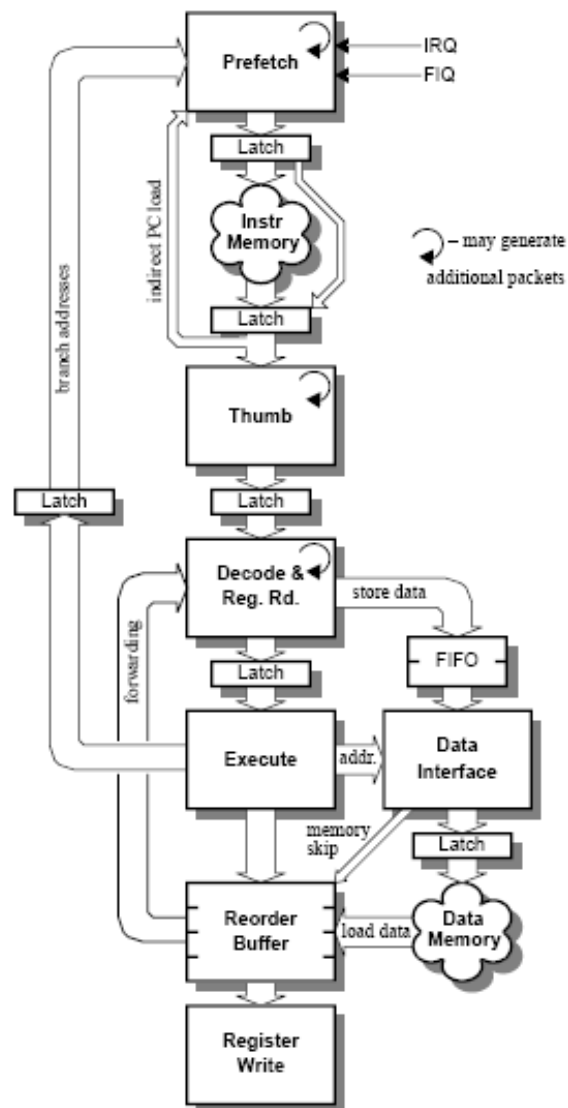 Prefetch
IRQ
FIQ
Latch
indirect PC load
Instr
Memory
– may generate
additional packets
Latch
branch addresses
Thumb
Latch
Latch
Decode &
Reg. Rd.
store data
forwarding
FIFO
Latch
Execute
addr.
Data
Interface
memory
skip
Latch
Reorder
Buffer
load data
Data
Memory
Register
Write